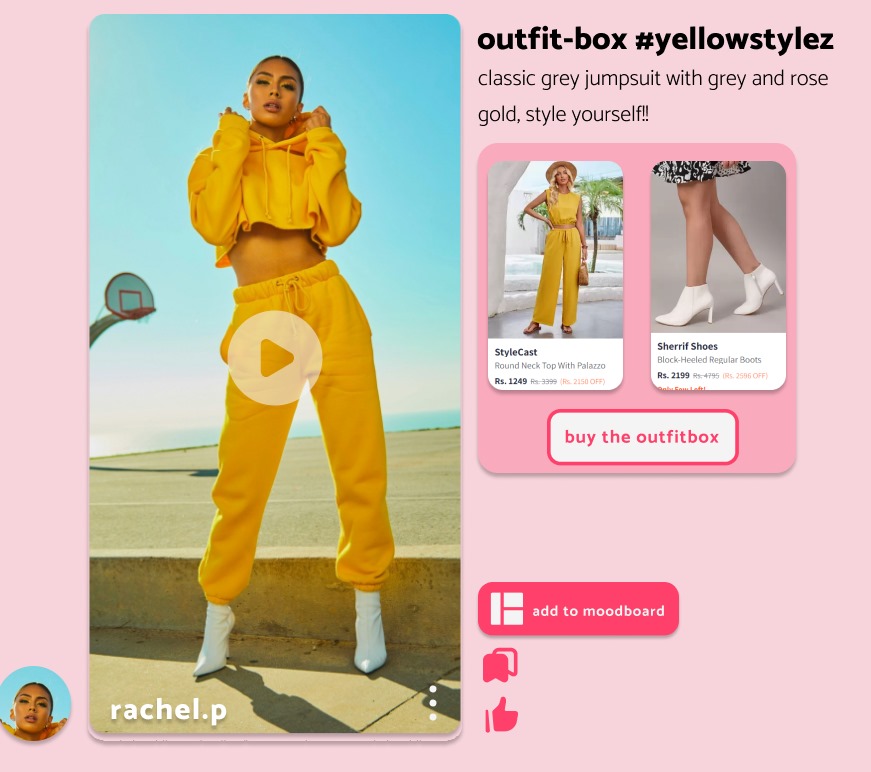 outfit-box #yellowstylez
classic grey jumpsuit with grey and rose
gold, style yourself!!
StyleCast
Round Neck Top With Palazzo
Rs. 1249 Rs. 3399 (Rs. 2150 OFF)
Sherrif Shoes
Block-Heeled Regular Boots
Rs. 2199 Rs. 4795 (Rs. 2596 OFF)
Only Few Left!
buy the outfitbox
add to moodboard
rachel.p